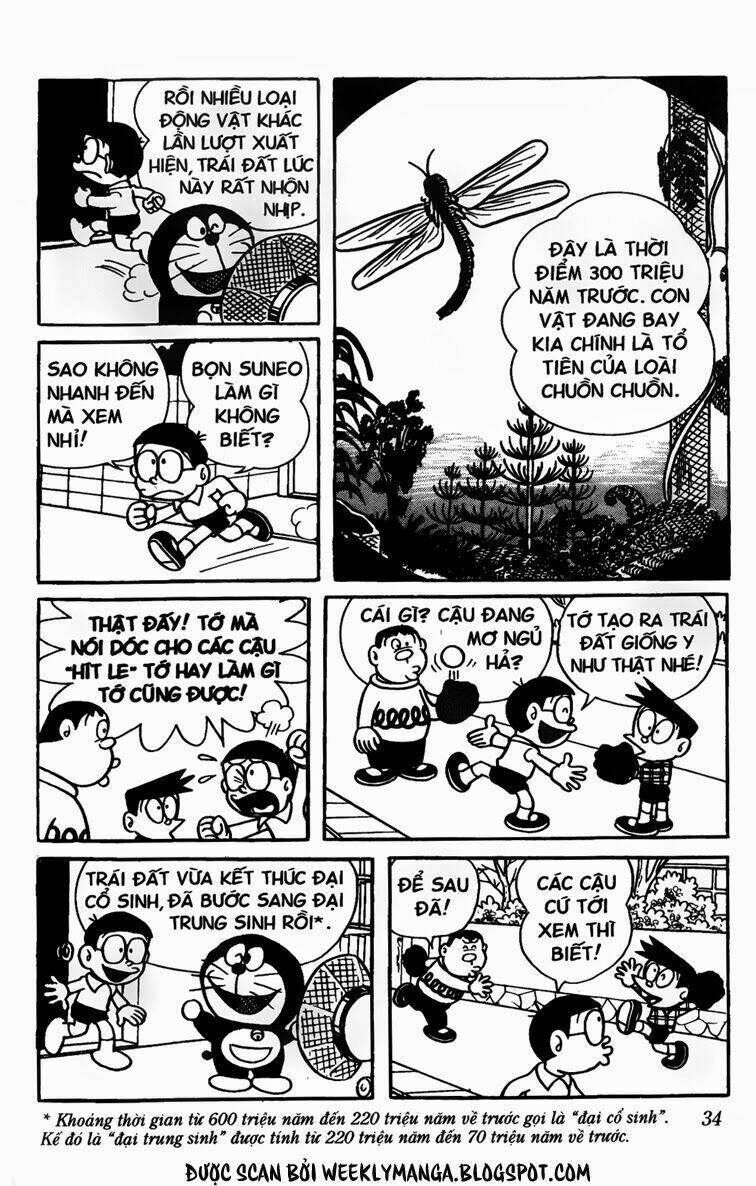 RỒI NHIỀU LOẠI
ĐỘNG VẬT KHÁC
LẦN LƯỢT XUẤT
HIỆN, TRÁI ĐẤT LÚC
NÀY RẤT NHỘN
NHỊP.
ĐÂY LÀ THỜI
ĐIỂM 300 TRIỆU
NĂM TRƯỚC. CON
VẬT ĐANG BAY
KIA CHÍNH LÀ TỔ
TIÊN CỦA LOÀI
CHUỒN CHUỒN.
SAO KHÔNG
NHANH ĐẾN
MÀ XEM
NHỈ!
BỌN SUNEO
LÀM GÌ
KHÔNG
BIẾT?
THẬT ĐẤY! TỚ MÀ
NÓI DÓC CHO CÁC CẬU
"HÍT LE" TỚ HAY LÀM GÌ
TỚ CŨNG ĐƯỢC!
CÁI GÌ? CẬU ĐANG
MƠ NGỦ
HẢ?
TỚ TẠO RA TRÁI
ĐẤT GIỐNG Y
NHƯ THẬT NHÉ!
TRÁI ĐẤT VỪA KẾT THÚC ĐẠI
CỔ SINH, ĐÃ BƯỚC SANG ĐẠI
TRUNG SINH RỒI*.
ĐỂ SAU
ĐÃ!
CÁC CẬU
CỨ TỚI
XEM THÌ
BIẾT!
* Khoảng thời gian từ 600 triệu năm đến 220 triệu năm về trước gọi là "đại cổ sinh".
Kế đó là "đại trung sinh" được tính từ 220 triệu năm đến 70 triệu năm về trước.
34
ĐƯỢC SCAN BỞI WEEKLYMANGA.BLOGSPOT.COM